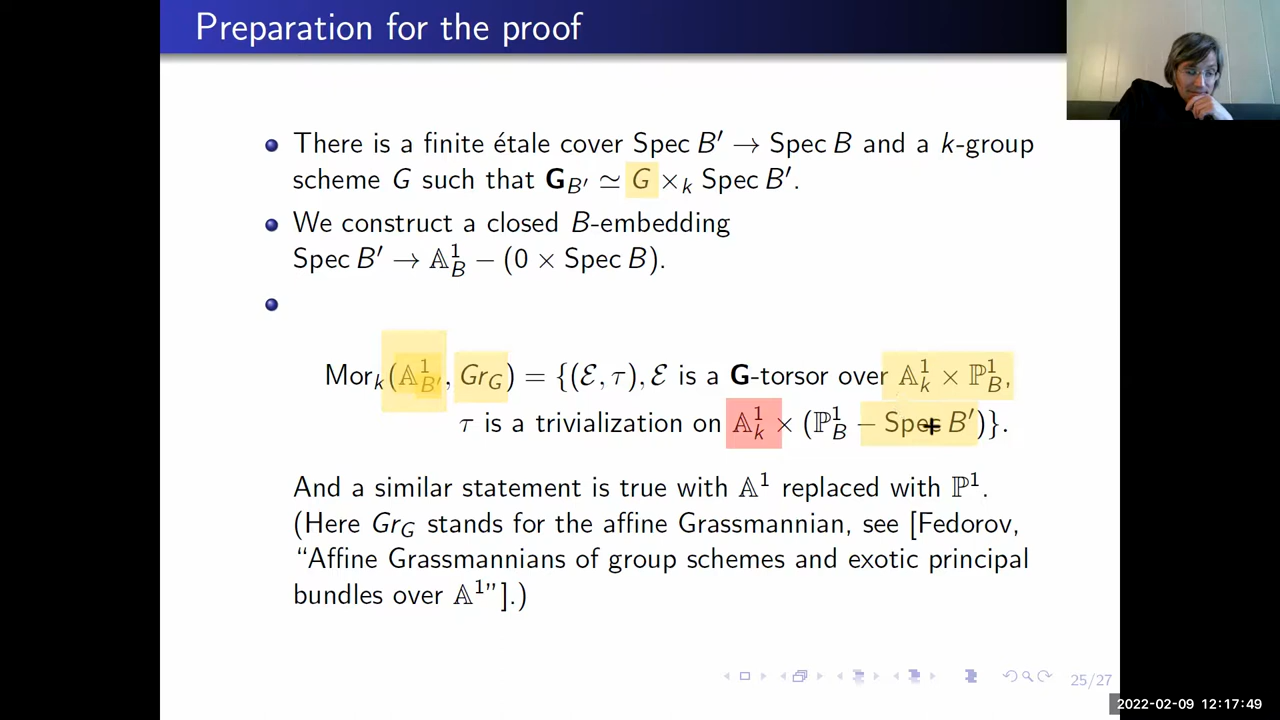 Preparation for the proof
There is a finite étale cover Spec B′ → Spec B and a k-group
scheme G such that G_{B′} ≃ G ×_k Spec B′.
We construct a closed B-embedding
Spec B′ → 𝔸¹_B − (0 × Spec B).
Mor_k(𝔸¹_{B′}, Gr_G) = {(ℰ, τ), ℰ is a G-torsor over 𝔸¹_k × ℙ¹_B,
τ is a trivialization on 𝔸¹_k × (ℙ¹_B − Spec B′)}.
And a similar statement is true with 𝔸¹ replaced with ℙ¹.
(Here Gr_G stands for the affine Grassmannian, see [Fedorov,
“Affine Grassmannians of group schemes and exotic principal
bundles over 𝔸¹”].)
25/27
2022-02-09 12:17:49